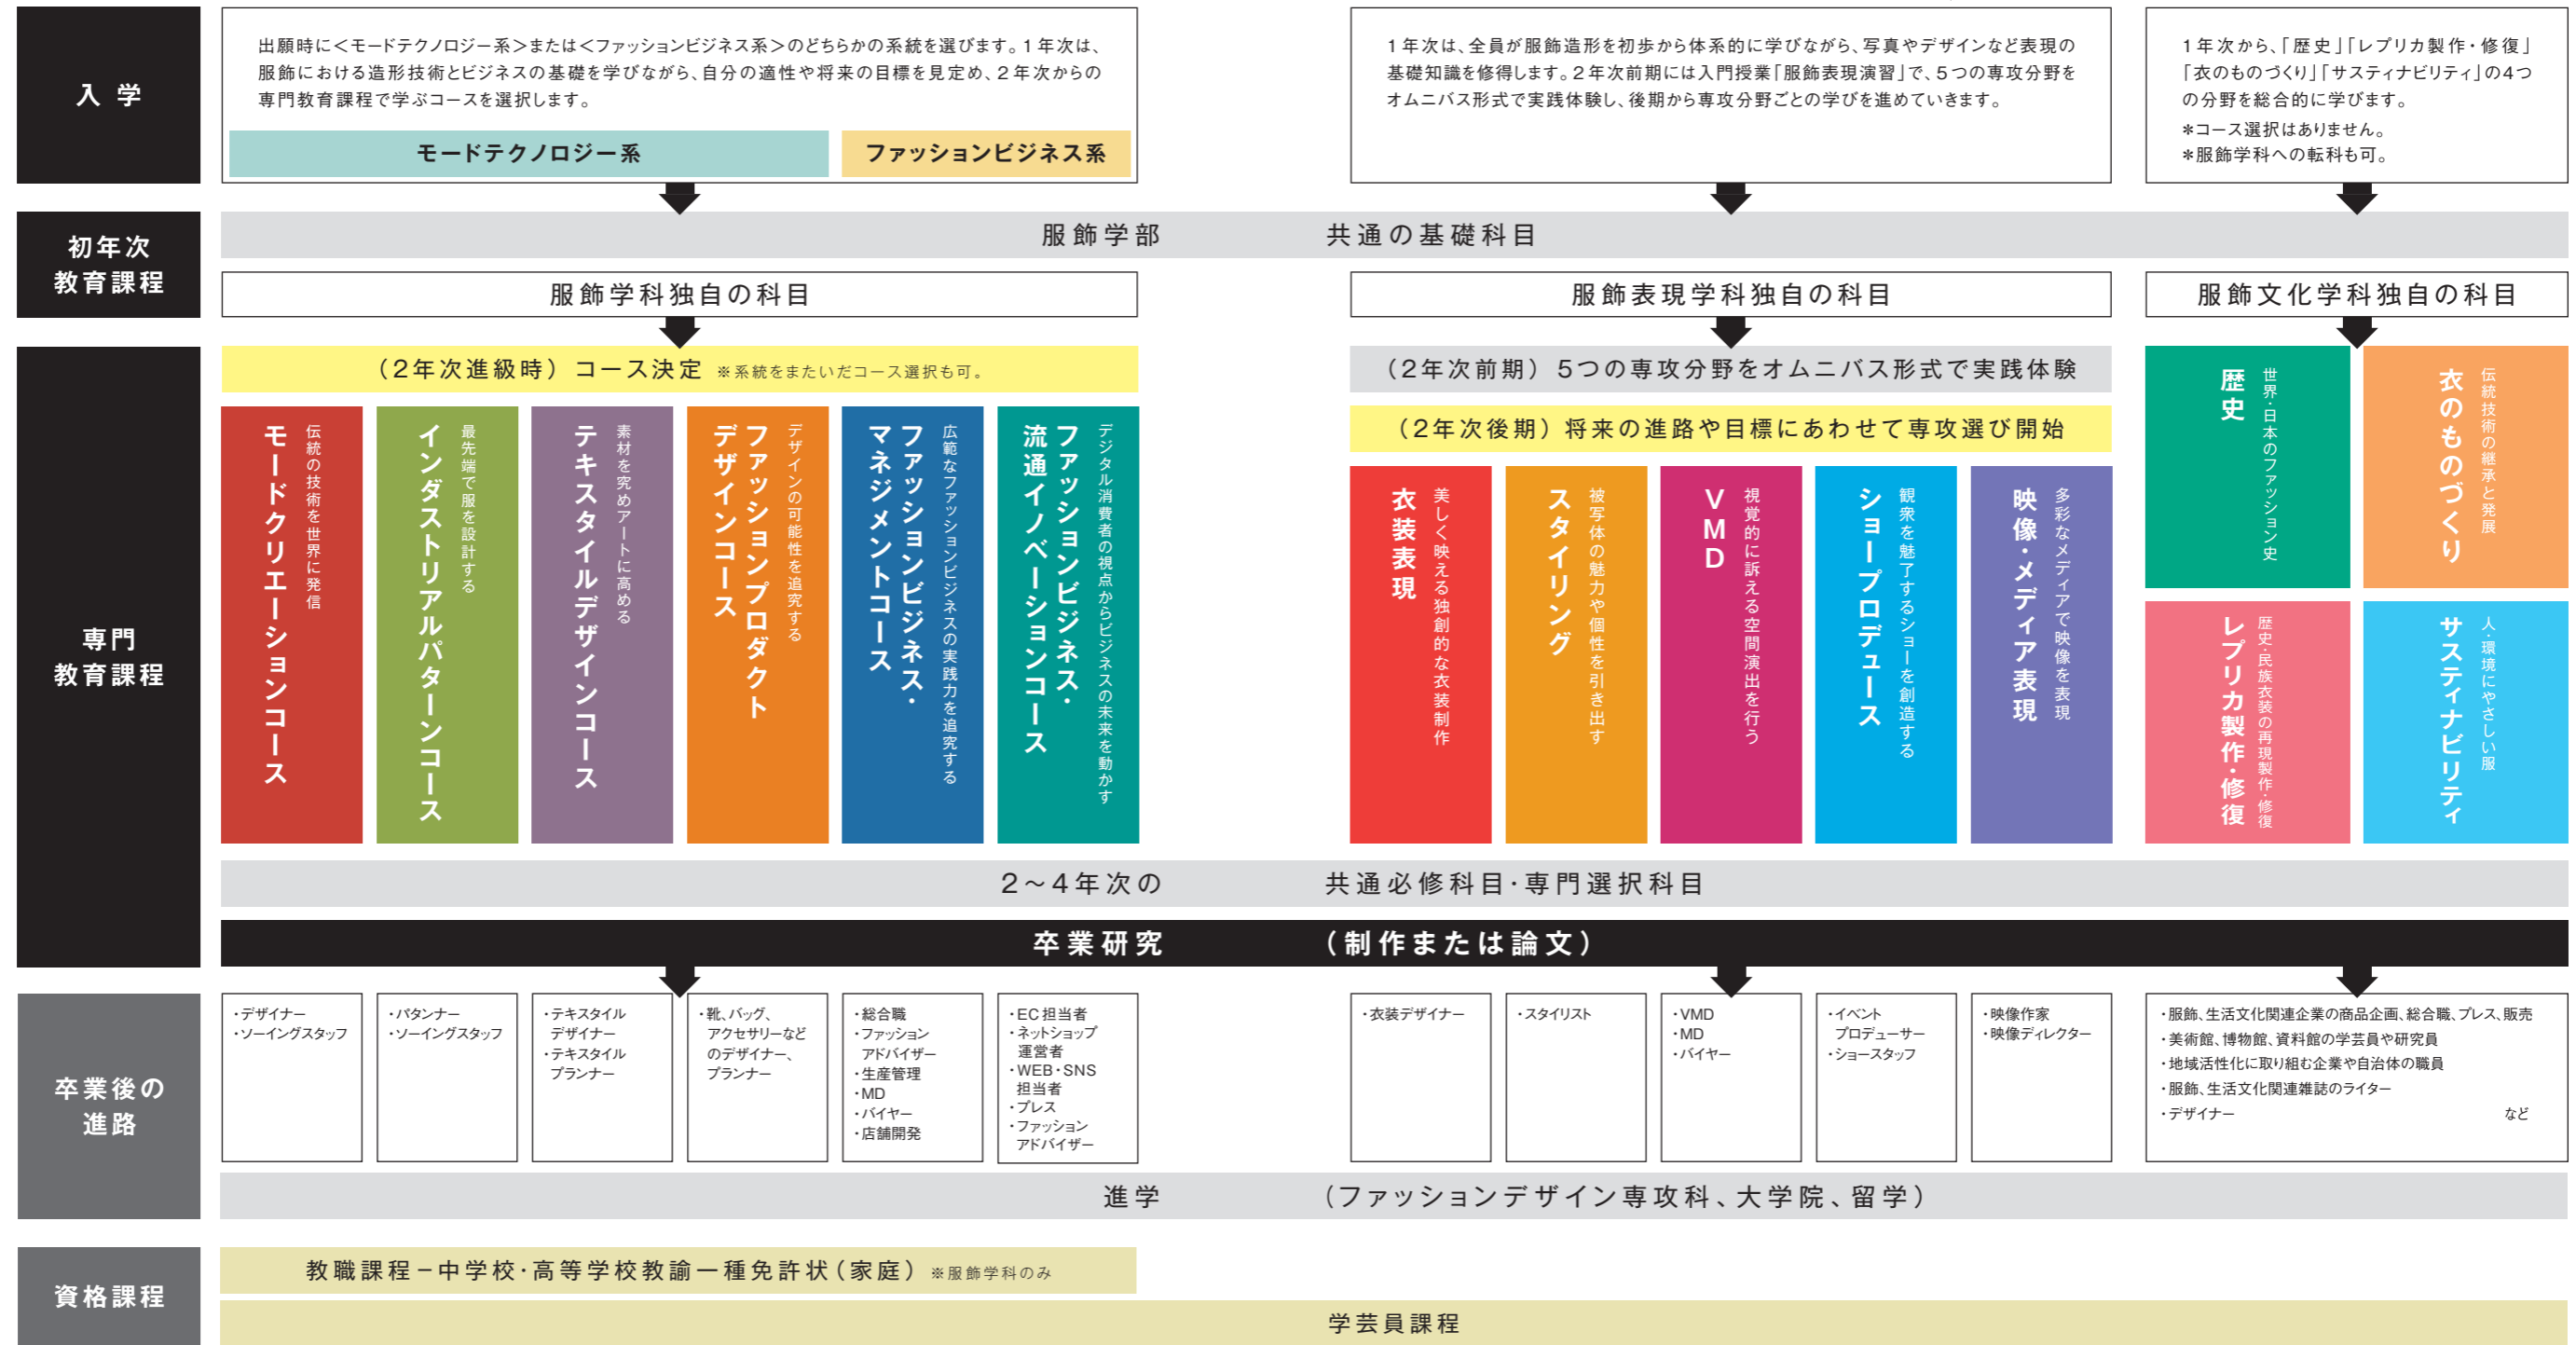 入学
出願時に＜モードテクノロジー系＞または＜ファッションビジネス系＞のどちらかの系統を選びます。1年次は、
服飾における造形技術とビジネスの基礎を学びながら、自分の適性や将来の目標を見定め、2年次からの
専門教育課程で学ぶコースを選択します。
モードテクノロジー系
ファッションビジネス系
1年次は、全員が服飾造形を初歩から体系的に学びながら、写真やデザインなど表現の
基礎知識を修得します。2年次前期には入門授業「服飾表現演習」で、5つの専攻分野を
オムニバス形式で実践体験し、後期から専攻分野ごとの学びを進めていきます。
1年次から、「歴史」「レプリカ製作・修復」
「衣のものづくり」「サスティナビリティ」の4つ
の分野を総合的に学びます。
＊コース選択はありません。
＊服飾学科への転科も可。
初年次
教育課程
服飾学部 共通の基礎科目
服飾学科独自の科目
服飾表現学科独自の科目
服飾文化学科独自の科目
専門
教育課程
（2年次進級時）コース決定 ※系統をまたいだコース選択も可。
モードクリエーションコース
伝統の技術を世界に発信
インダストリアルパターンコース
最先端で服を設計する
テキスタイルデザインコース
素材を究めアートに高める
デザインの可能性を追究する
ファッションプロダクト
デザインコース
広範なファッションビジネスの実践力を追究する
ファッションビジネス・
マネジメントコース
デジタル消費者の視点からビジネスの未来を動かす
ファッションビジネス・
流通イノベーションコース
（2年次前期）5つの専攻分野をオムニバス形式で実践体験
（2年次後期）将来の進路や目標にあわせて専攻選び開始
美しく映える独創的な衣装制作
衣装表現
被写体の魅力や個性を引き出す
スタイリング
視覚的に訴える空間演出を行う
VMD
観衆を魅了するショーを創造する
ショープロデュース
多彩なメディアで映像を表現
映像・メディア表現
世界・日本のファッション史
歴史
伝統技術の継承と発展
衣のものづくり
歴史・民族衣装の再現製作・修復
レプリカ製作・修復
人・環境にやさしい服
サスティナビリティ
2〜4年次の 共通必修科目・専門選択科目
卒業研究 （制作または論文）
卒業後の
進路
・デザイナー
・ソーイングスタッフ
・パタンナー
・ソーイングスタッフ
・テキスタイル
デザイナー
・テキスタイル
プランナー
・靴、バッグ、
アクセサリーなど
のデザイナー、
プランナー
・総合職
・ファッション
アドバイザー
・生産管理
・MD
・バイヤー
・店舗開発
・EC担当者
・ネットショップ
運営者
・WEB・SNS
担当者
・プレス
・ファッション
アドバイザー
・衣装デザイナー
・スタイリスト
・VMD
・MD
・バイヤー
・イベント
プロデューサー
・ショースタッフ
・映像作家
・映像ディレクター
・服飾、生活文化関連企業の商品企画、総合職、プレス、販売
・美術館、博物館、資料館の学芸員や研究員
・地域活性化に取り組む企業や自治体の職員
・服飾、生活文化関連雑誌のライター
・デザイナー など
進学 （ファッションデザイン専攻科、大学院、留学）
資格課程
教職課程－中学校・高等学校教諭一種免許状（家庭）※服飾学科のみ
学芸員課程